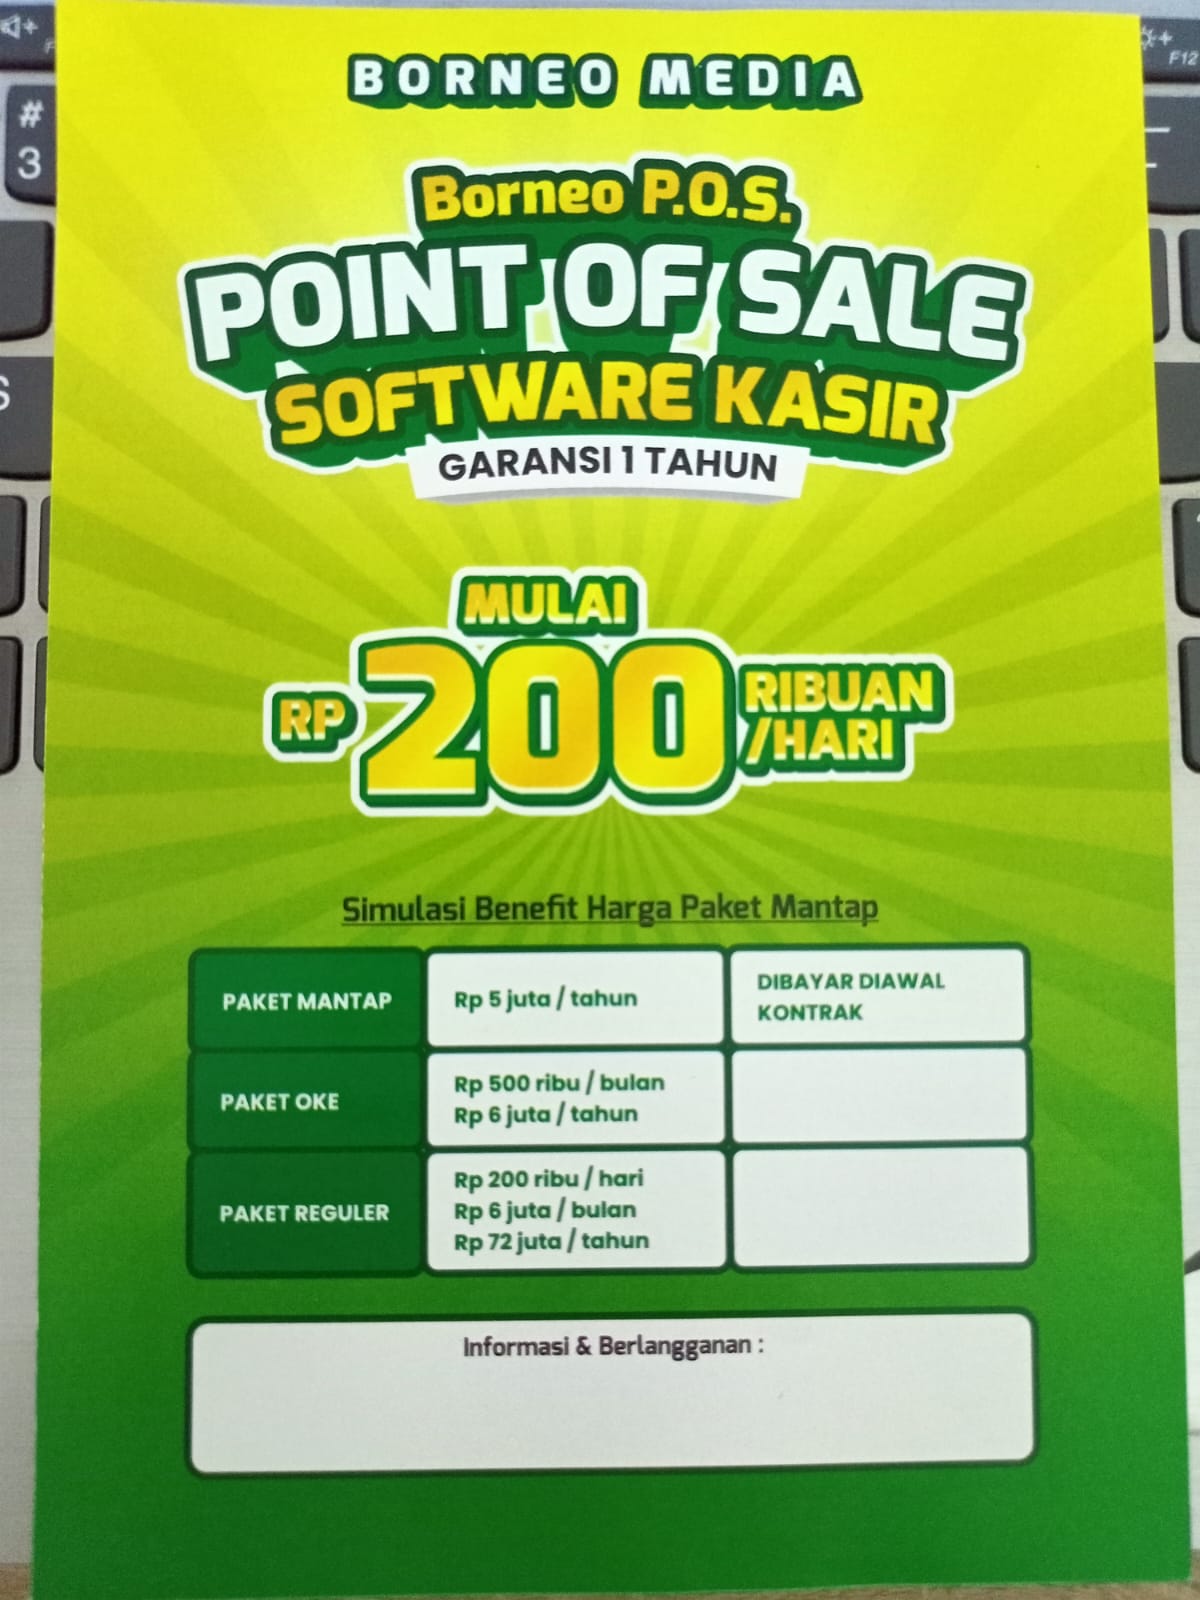 BORNEO MEDIA
Borneo P.O.S.
POINT OF SALE
SOFTWARE KASIR
GARANSI 1 TAHUN
MULAI
RP 200 RIBUAN
/HARI
Simulasi Benefit Harga Paket Mantap
PAKET MANTAP
Rp 5 juta / tahun
DIBAYAR DIAWAL
KONTRAK
PAKET OKE
Rp 500 ribu / bulan
Rp 6 juta / tahun
PAKET REGULER
Rp 200 ribu / hari
Rp 6 juta / bulan
Rp 72 juta / tahun
Informasi & Berlangganan :
#
3
F12